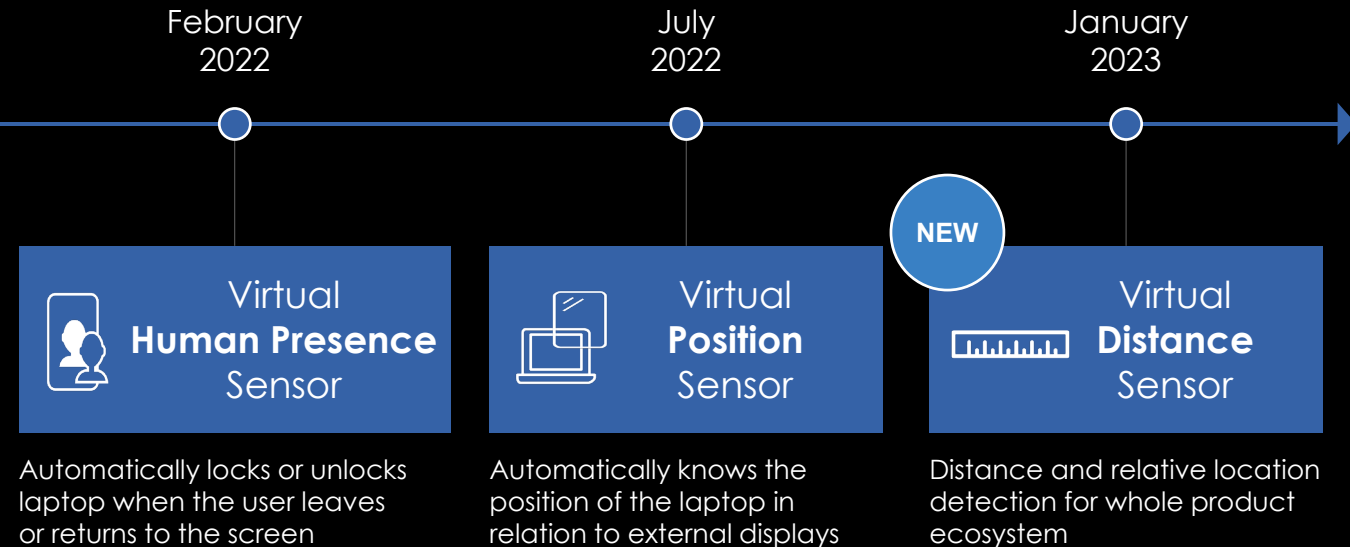 February
2022
July
2022
January
2023
NEW
Virtual
Human Presence
Sensor
Virtual
Position
Sensor
Virtual
Distance
Sensor
Automatically locks or unlocks
laptop when the user leaves
or returns to the screen
Automatically knows the
position of the laptop in
relation to external displays
Distance and relative location
detection for whole product
ecosystem